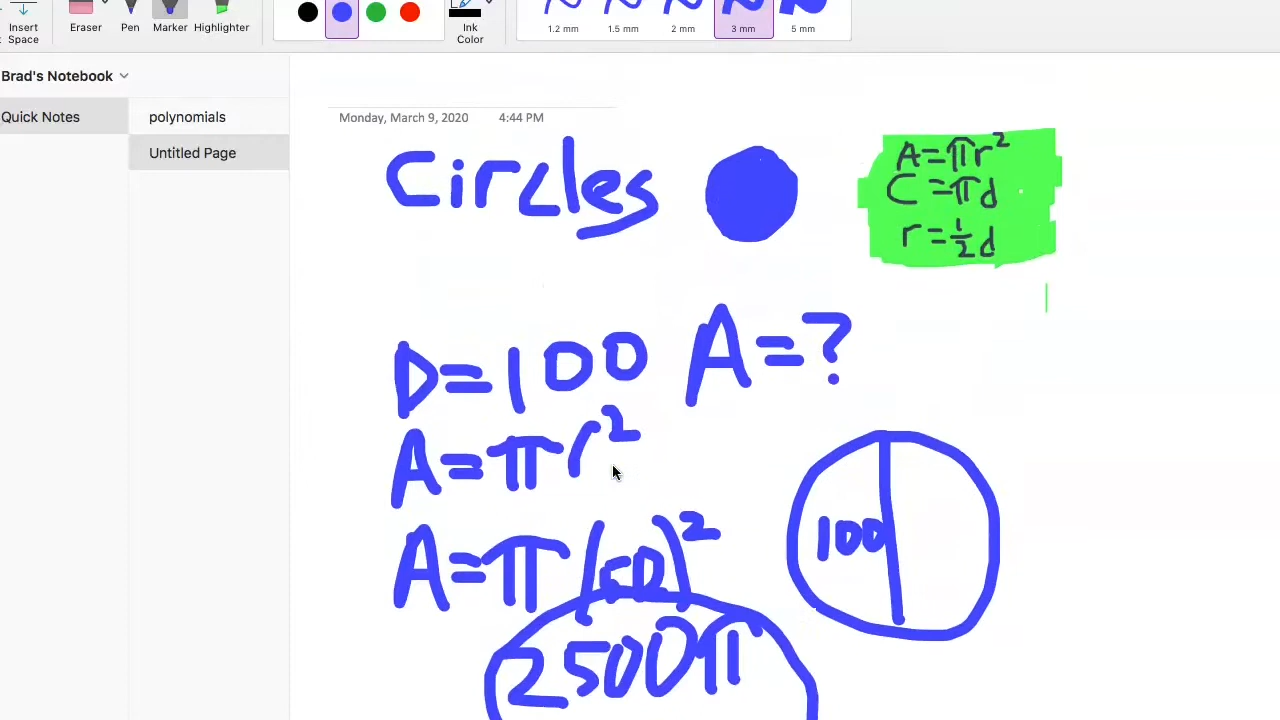 Insert Space
Eraser
Pen
Marker
Highlighter
Ink Color
1.2 mm
1.5 mm
2 mm
3 mm
5 mm
Brad's Notebook
Quick Notes
polynomials
Untitled Page
Monday, March 9, 2020 4:44 PM
Circles
A=πr²
C=πd
r=½d
D=100 A=?
A=πr²
A=π(50)²
2500π
100